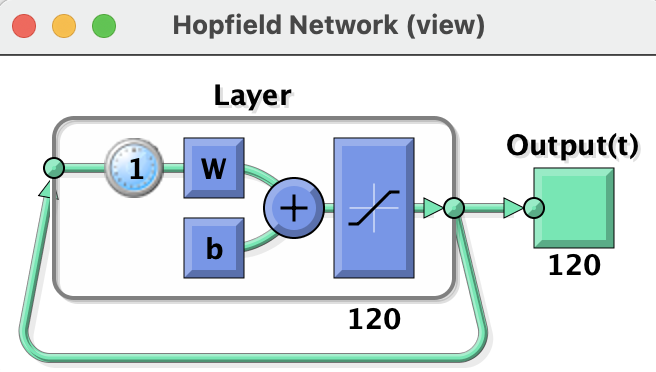 Hopfield Network (view)
Layer
Output(t)
1
W
+
b
120
120